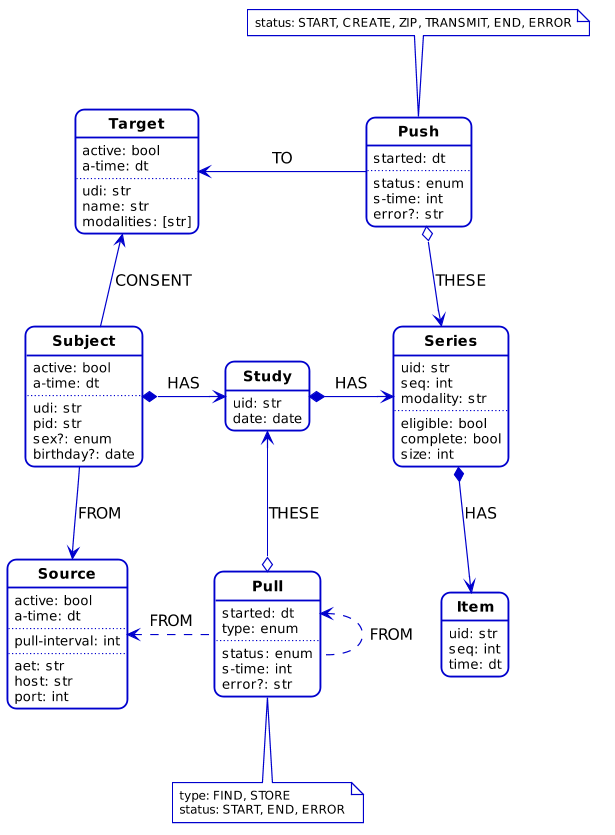 status: START, CREATE, ZIP, TRANSMIT, END, ERROR
Target
active: bool
a-time: dt
udi: str
name: str
modalities: [str]
TO
Push
started: dt
status: enum
s-time: int
error?: str
CONSENT
THESE
Subject
active: bool
a-time: dt
udi: str
pid: str
sex?: enum
birthday?: date
HAS
Study
uid: str
date: date
HAS
Series
uid: str
seq: int
modality: str
eligible: bool
complete: bool
size: int
FROM
THESE
HAS
Source
active: bool
a-time: dt
pull-interval: int
aet: str
host: str
port: int
FROM
Pull
started: dt
type: enum
status: enum
s-time: int
error?: str
FROM
Item
uid: str
seq: int
time: dt
type: FIND, STORE
status: START, END, ERROR